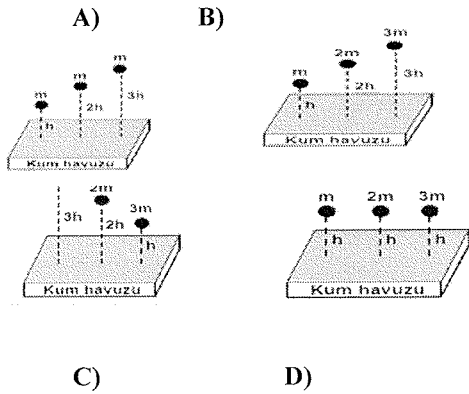 A)
B)
m m m
h 2h 3h
Kum havuzu
m 2m 3m
h 2h 3h
Kum havuzu
2m 3m
3h 2h h
Kum havuzu
m 2m 3m
h h h
Kum havuzu
C)
D)